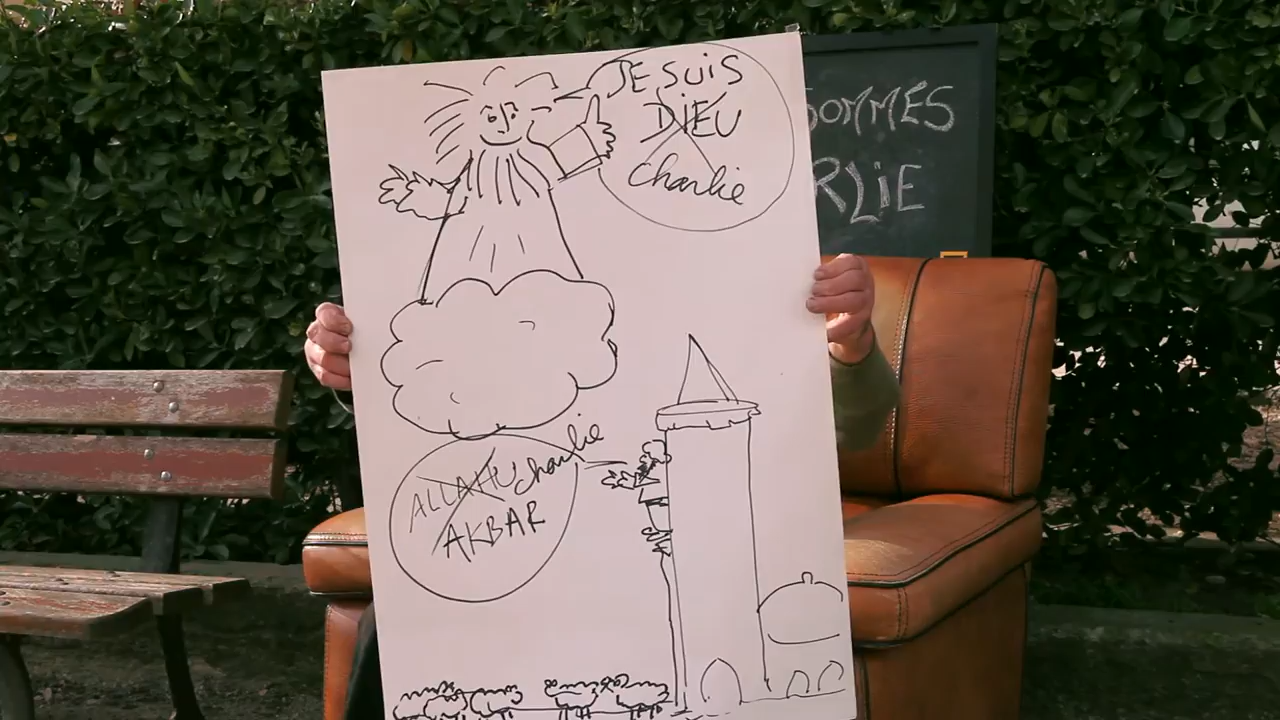 JE SUIS
DIEU
Charlie
SOMMES
RLIE
ALLAHU Charlie
AKBAR